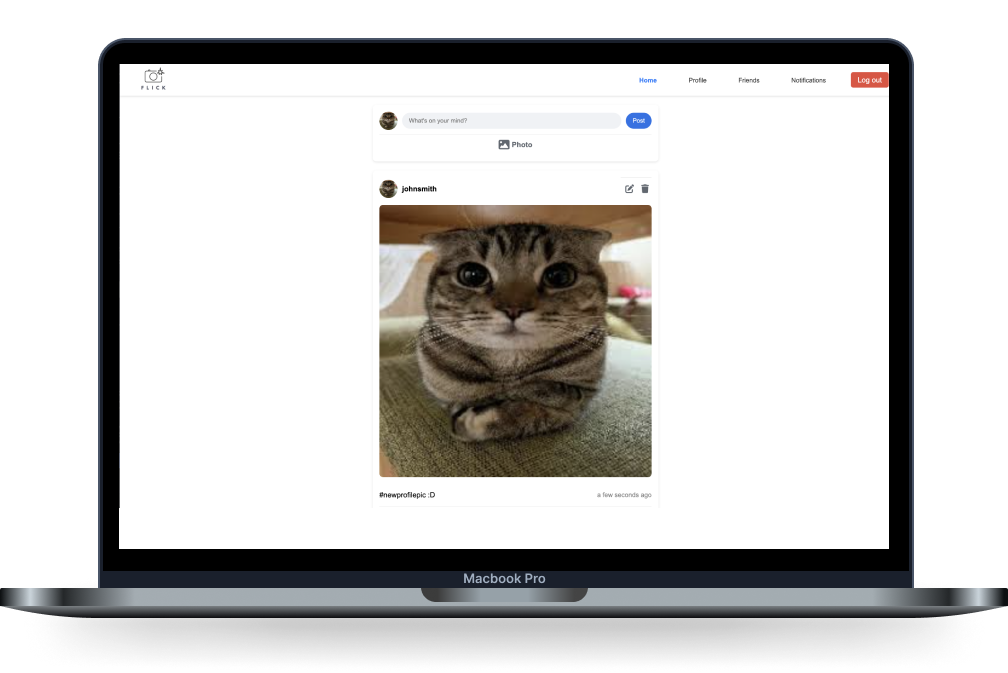 FLICK
Home Profile Friends Notifications Log out
What's on your mind? Post
Photo
johnsmith
#newprofilepic :D a few seconds ago
Macbook Pro